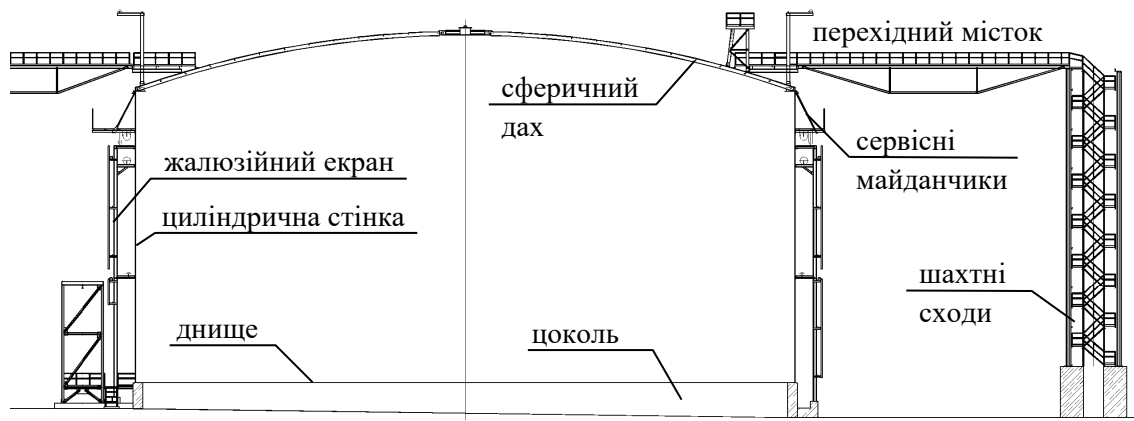 перехідний місток
сферичний
дах
сервісні
майданчики
жалюзійний екран
циліндрична стінка
шахтні
сходи
днище
цоколь